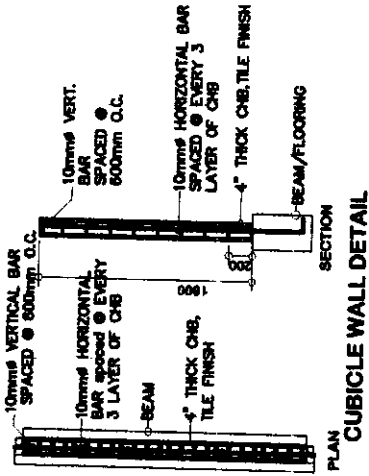 10mmø VERTICAL BAR
SPACED @ 600mm O.C.
10mmø HORIZONTAL
BAR spaced @ EVERY
3 LAYER OF CHB
BEAM
4" THICK CHB,
TILE FINISH
PLAN
10mmø VERT.
BAR
SPACED @
600mm O.C.
10mmø HORIZONTAL BAR
SPACED @ EVERY 3
LAYER OF CHB
4" THICK CHB,TILE FINISH
BEAM/FLOORING
1800
200
SECTION
CUBICLE WALL DETAIL